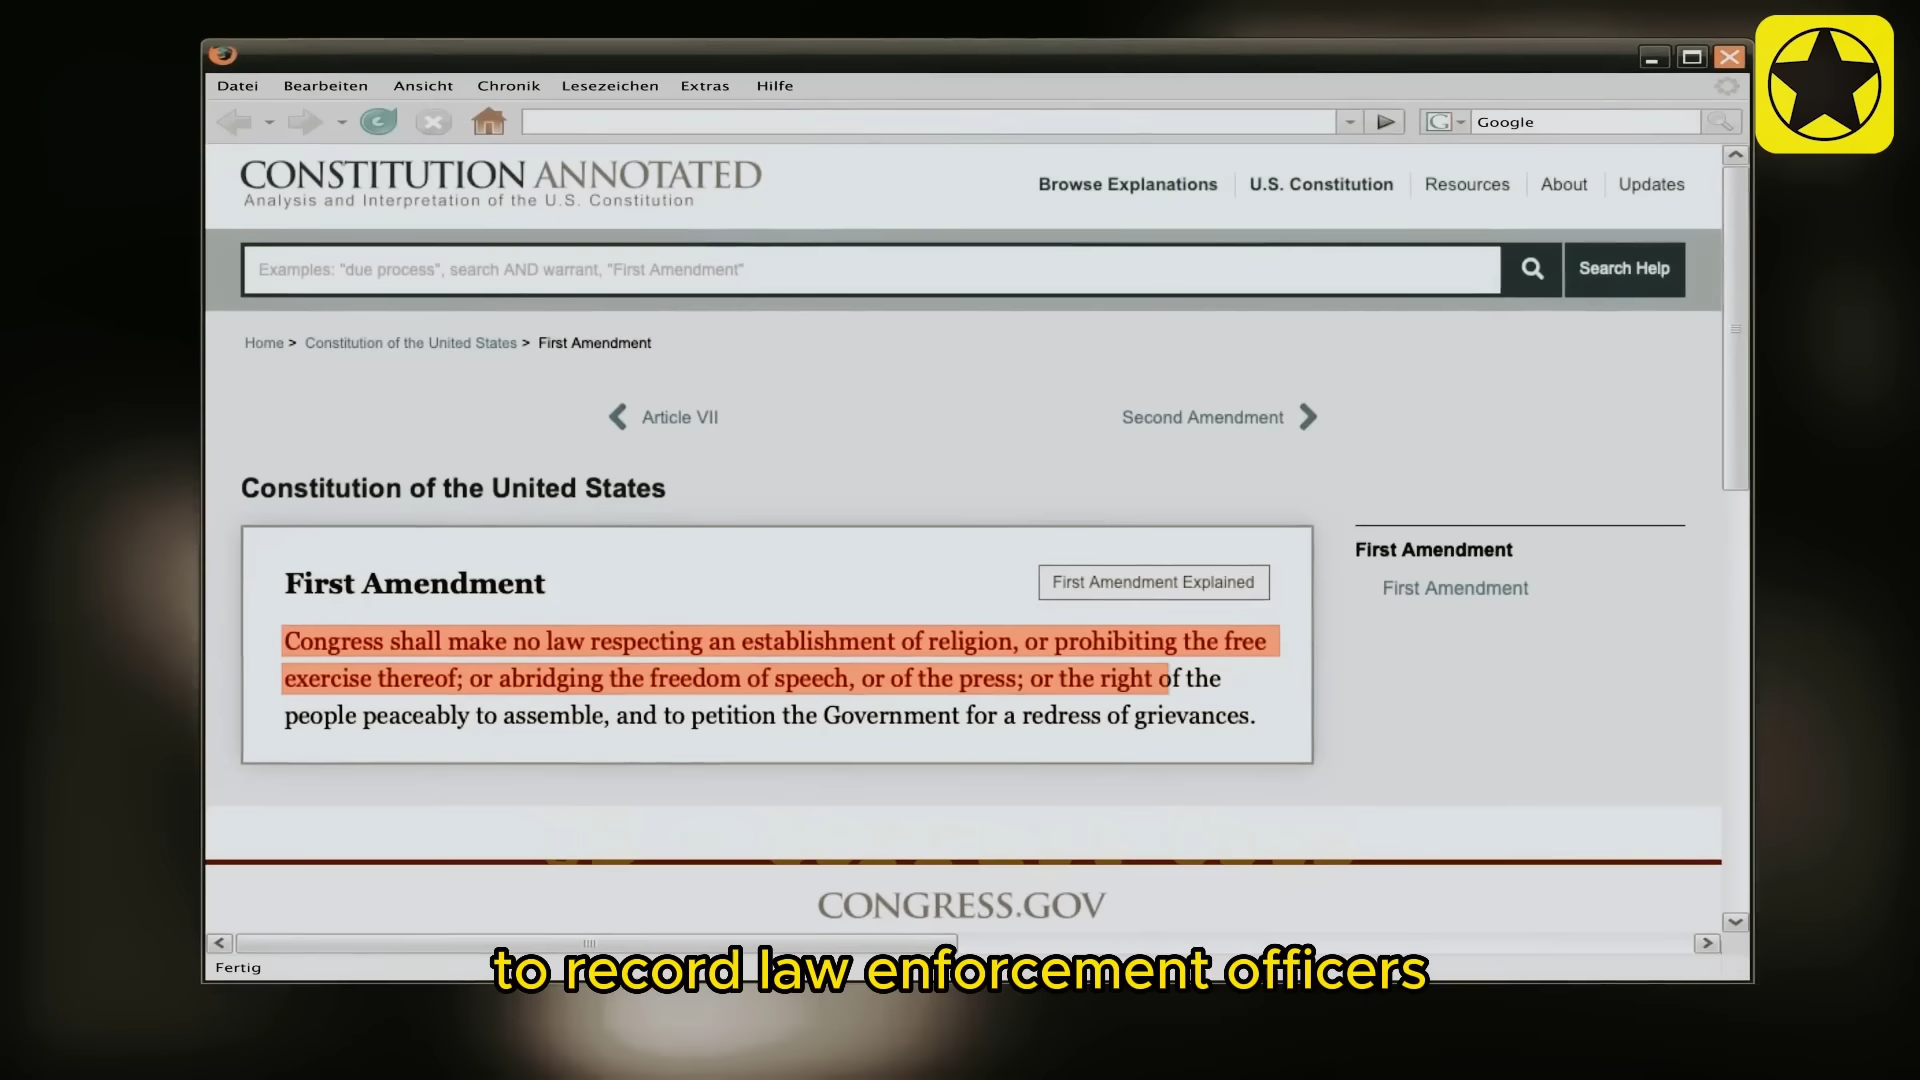 Datei Bearbeiten Ansicht Chronik Lesezeichen Extras Hilfe
G Google
CONSTITUTION ANNOTATED
Analysis and Interpretation of the U.S. Constitution
Browse Explanations U.S. Constitution Resources About Updates
Examples: "due process", search AND warrant, "First Amendment"
Search Help
Home > Constitution of the United States > First Amendment
Article VII Second Amendment
Constitution of the United States
First Amendment
First Amendment Explained
Congress shall make no law respecting an establishment of religion, or prohibiting the free
exercise thereof; or abridging the freedom of speech, or of the press; or the right of the
people peaceably to assemble, and to petition the Government for a redress of grievances.
First Amendment
First Amendment
CONGRESS.GOV
Fertig
to record law enforcement officers